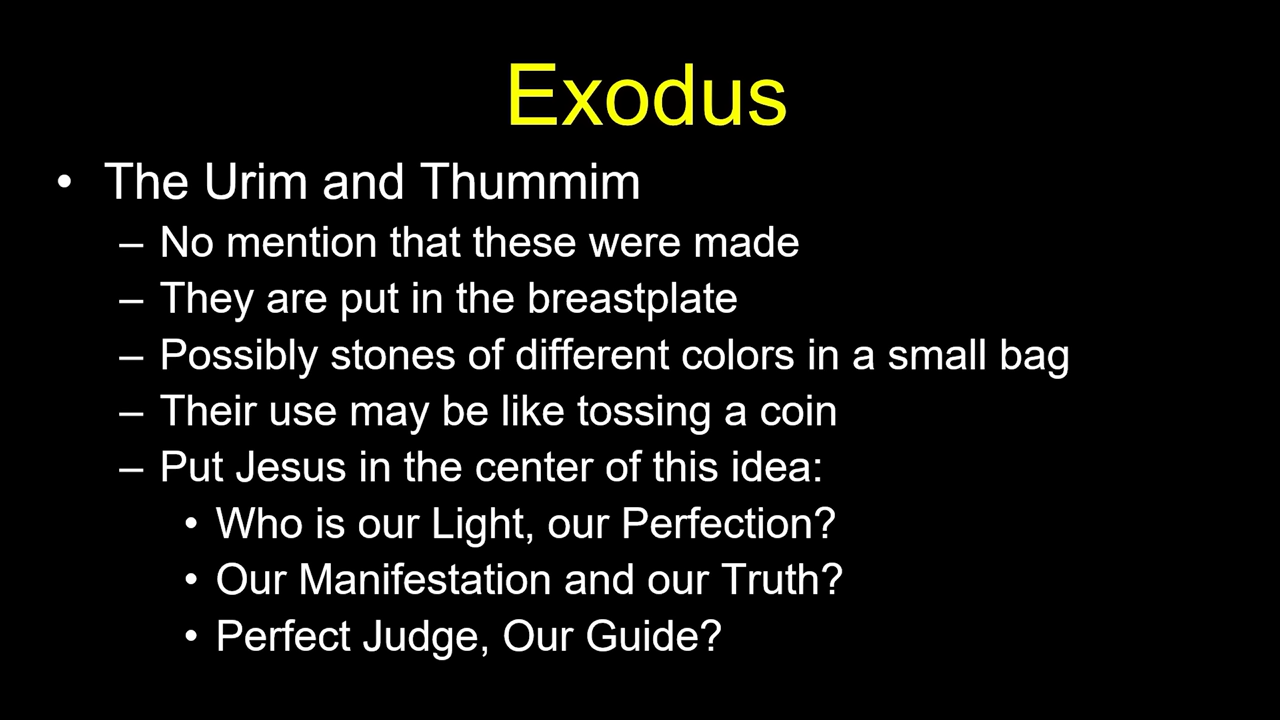 Exodus
• The Urim and Thummim
– No mention that these were made
– They are put in the breastplate
– Possibly stones of different colors in a small bag
– Their use may be like tossing a coin
– Put Jesus in the center of this idea:
• Who is our Light, our Perfection?
• Our Manifestation and our Truth?
• Perfect Judge, Our Guide?